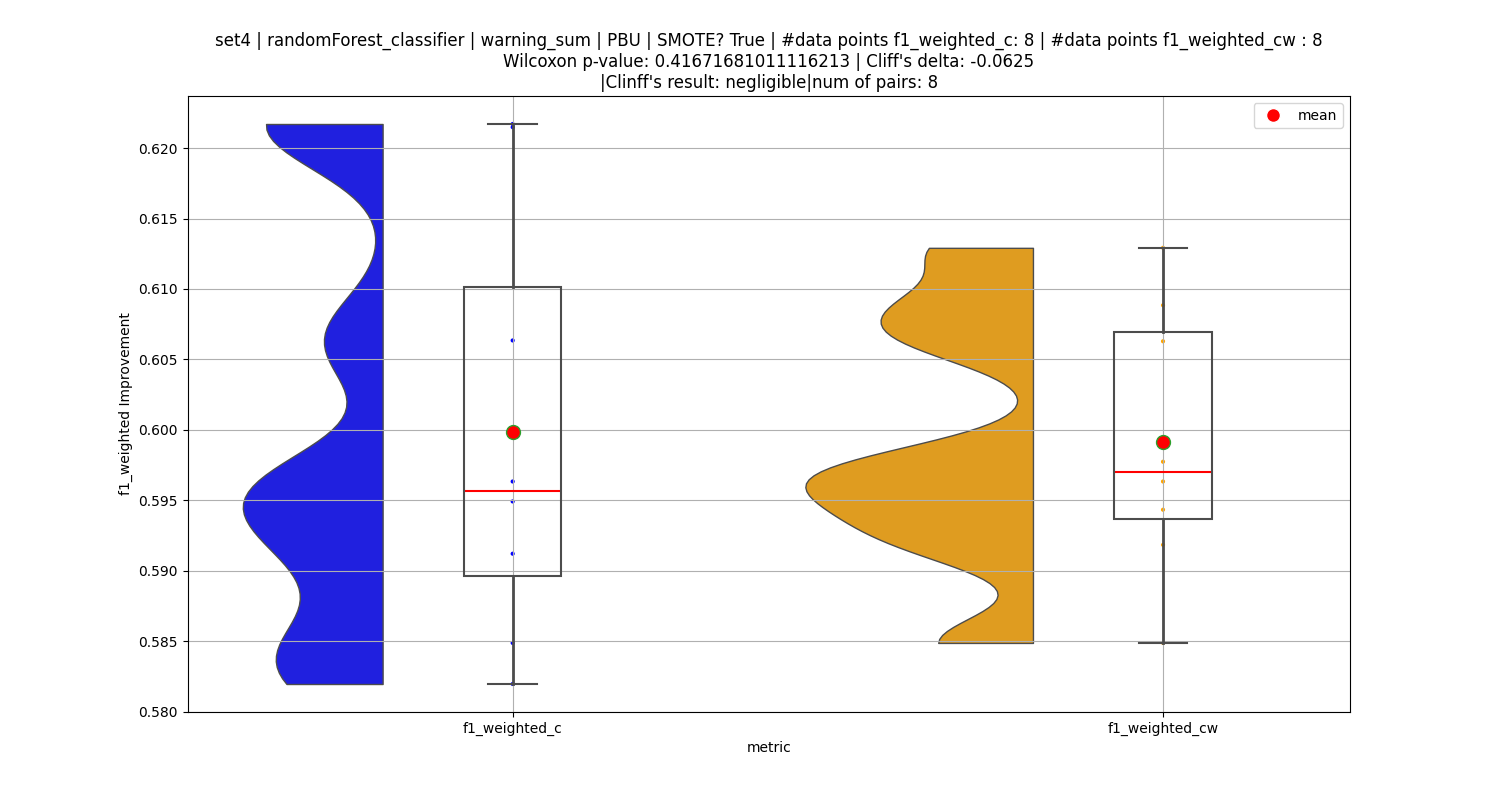 set4 | randomForest_classifier | warning_sum | PBU | SMOTE? True | #data points f1_weighted_c: 8 | #data points f1_weighted_cw : 8
Wilcoxon p-value: 0.41671681011116213 | Cliff's delta: -0.0625
|Clinff's result: negligible|num of pairs: 8
mean
0.620
0.615
0.610
0.605
0.600
0.595
0.590
0.585
0.580
f1_weighted Improvement
f1_weighted_c
f1_weighted_cw
metric